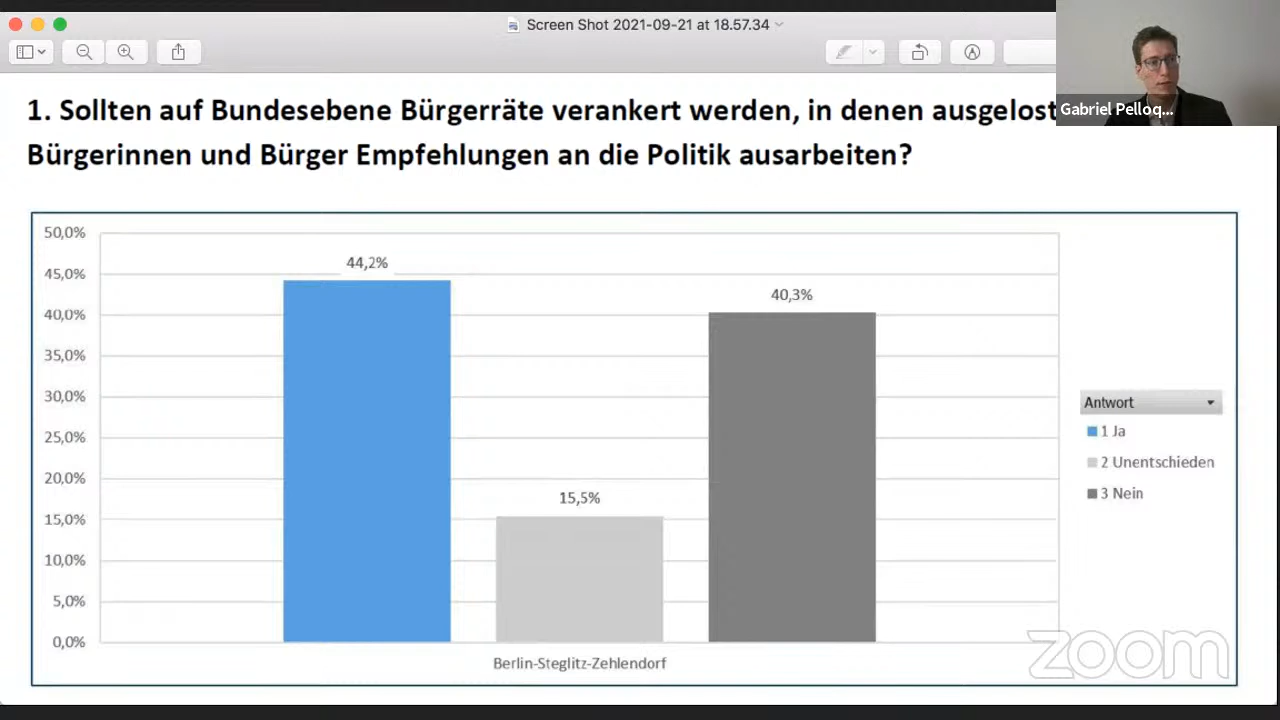 Screen Shot 2021-09-21 at 18.57.34
Gabriel Pelloq...
1. Sollten auf Bundesebene Bürgerräte verankert werden, in denen ausgelost
Bürgerinnen und Bürger Empfehlungen an die Politik ausarbeiten?
50,0%
45,0%
40,0%
35,0%
30,0%
25,0%
20,0%
15,0%
10,0%
5,0%
0,0%
44,2%
15,5%
40,3%
Berlin-Steglitz-Zehlendorf
Antwort
1 Ja
2 Unentschieden
3 Nein
zoom